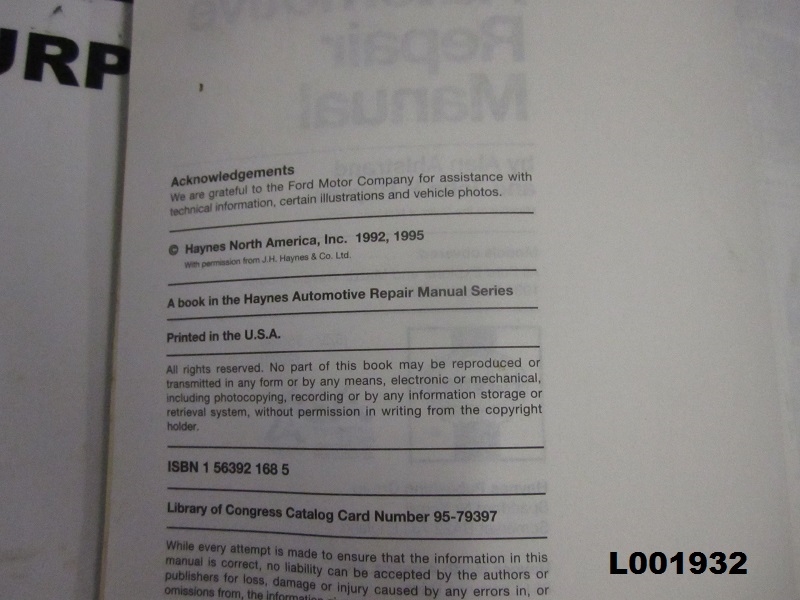 URP
Repair
Manual
Acknowledgements
We are grateful to the Ford Motor Company for assistance with
technical information, certain illustrations and vehicle photos.
© Haynes North America, Inc. 1992, 1995
With permission from J.H. Haynes & Co. Ltd.
A book in the Haynes Automotive Repair Manual Series
Printed in the U.S.A.
All rights reserved. No part of this book may be reproduced or
transmitted in any form or by any means, electronic or mechanical,
including photocopying, recording or by any information storage or
retrieval system, without permission in writing from the copyright
holder.
ISBN 1 56392 168 5
Library of Congress Catalog Card Number 95-79397
While every attempt is made to ensure that the information in this
manual is correct, no liability can be accepted by the authors or
publishers for loss, damage or injury caused by any errors in, or
omissions from, the information
L001932